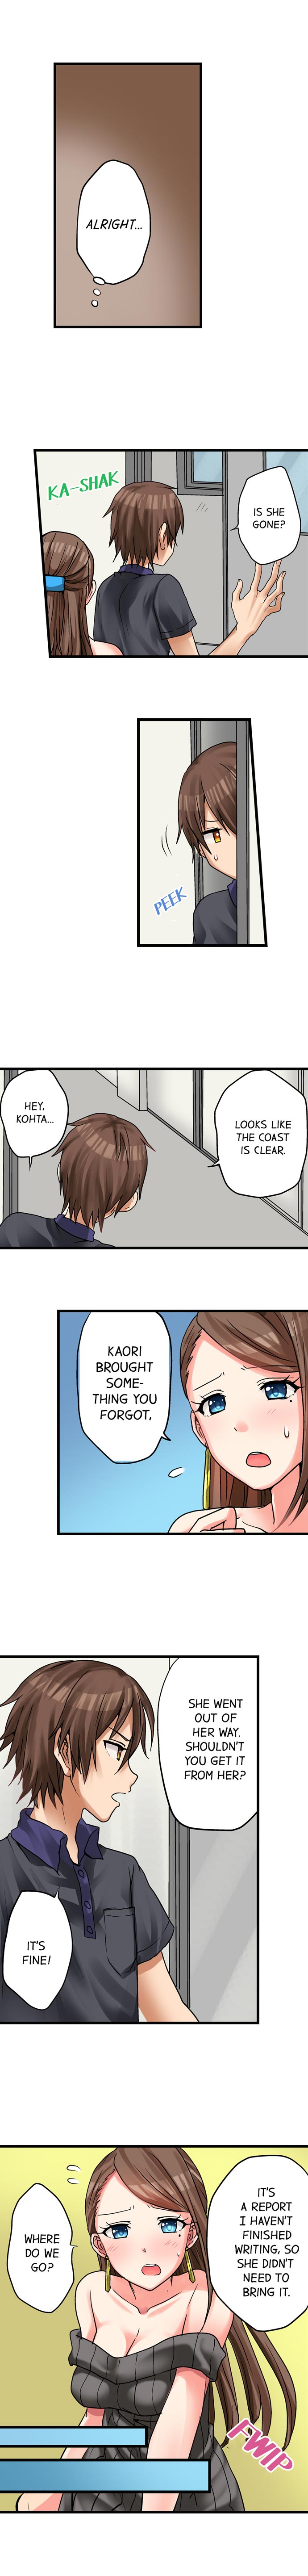 ALRIGHT...
KA-SHAK
IS SHE
GONE?
PEEK
HEY,
KOHTA...
LOOKS LIKE
THE COAST
IS CLEAR.
KAORI
BROUGHT
SOME-
THING YOU
FORGOT,
SHE WENT
OUT OF
HER WAY.
SHOULDN'T
YOU GET IT
FROM HER?
IT'S
FINE!
IT'S
A REPORT
I HAVEN'T
FINISHED
WRITING, SO
SHE DIDN'T
NEED TO
BRING IT.
WHERE
DO WE
GO?
FWIP